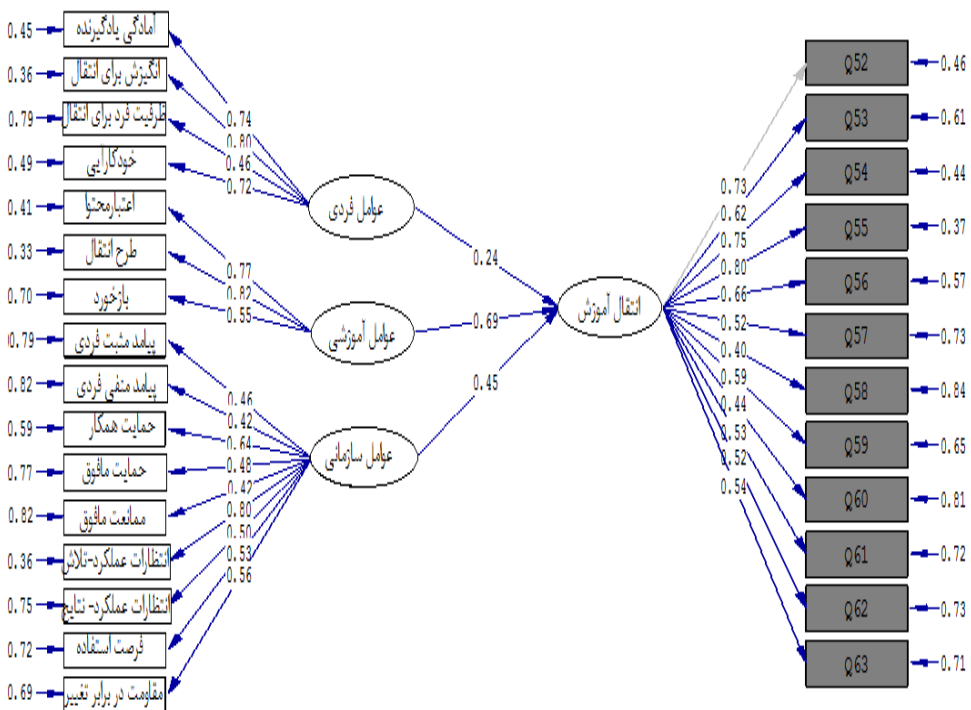 0.45
آمادگی یادگیرنده
0.36
انگیزش برای انتقال
0.79
ظرفیت فرد برای انتقال
0.49
خودکارآیی
0.41
اعتبارمحتوا
0.33
طرح انتقال
0.70
بازخورد
0.79
پیامد مثبت فردی
0.82
پیامد منفی فردی
0.59
حمایت همکار
0.77
حمایت مافوق
0.82
ممانعت مافوق
0.36
انتظارات عملکرد-تلاش
0.75
انتظارات عملکرد- نتایج
0.72
فرصت استفاده
0.69
مقاومت در برابر تغییر
0.74
0.80
0.46
0.72
0.77
0.82
0.55
0.46
0.42
0.64
0.48
0.42
0.80
0.50
0.53
0.56
عوامل فردی
عوامل آموزشی
عوامل سازمانی
0.24
0.69
0.45
انتقال آموزش
0.73
0.62
0.75
0.80
0.66
0.52
0.40
0.59
0.44
0.53
0.52
0.54
Q52
0.46
Q53
0.61
Q54
0.44
Q55
0.37
Q56
0.57
Q57
0.73
Q58
0.84
Q59
0.65
Q60
0.81
Q61
0.72
Q62
0.73
Q63
0.71